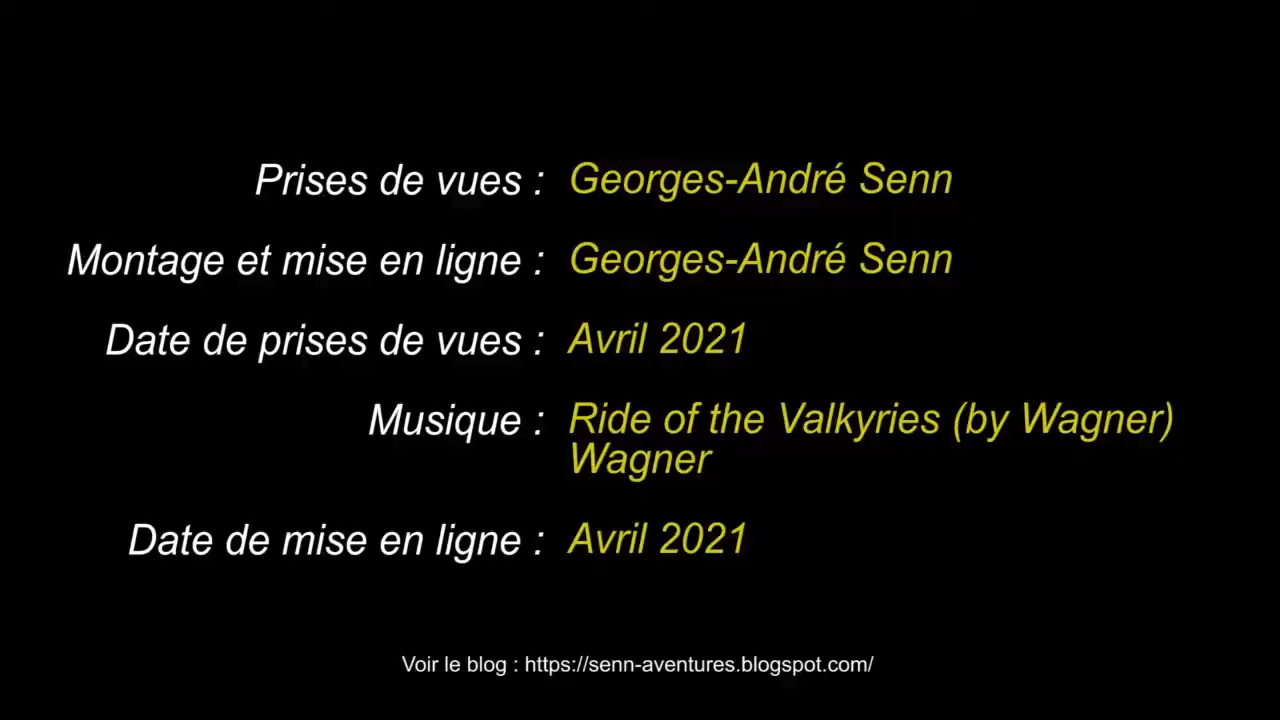 Prises de vues : Georges-André Senn
Montage et mise en ligne : Georges-André Senn
Date de prises de vues : Avril 2021
Musique : Ride of the Valkyries (by Wagner)
Wagner
Date de mise en ligne : Avril 2021
Voir le blog : https://senn-aventures.blogspot.com/